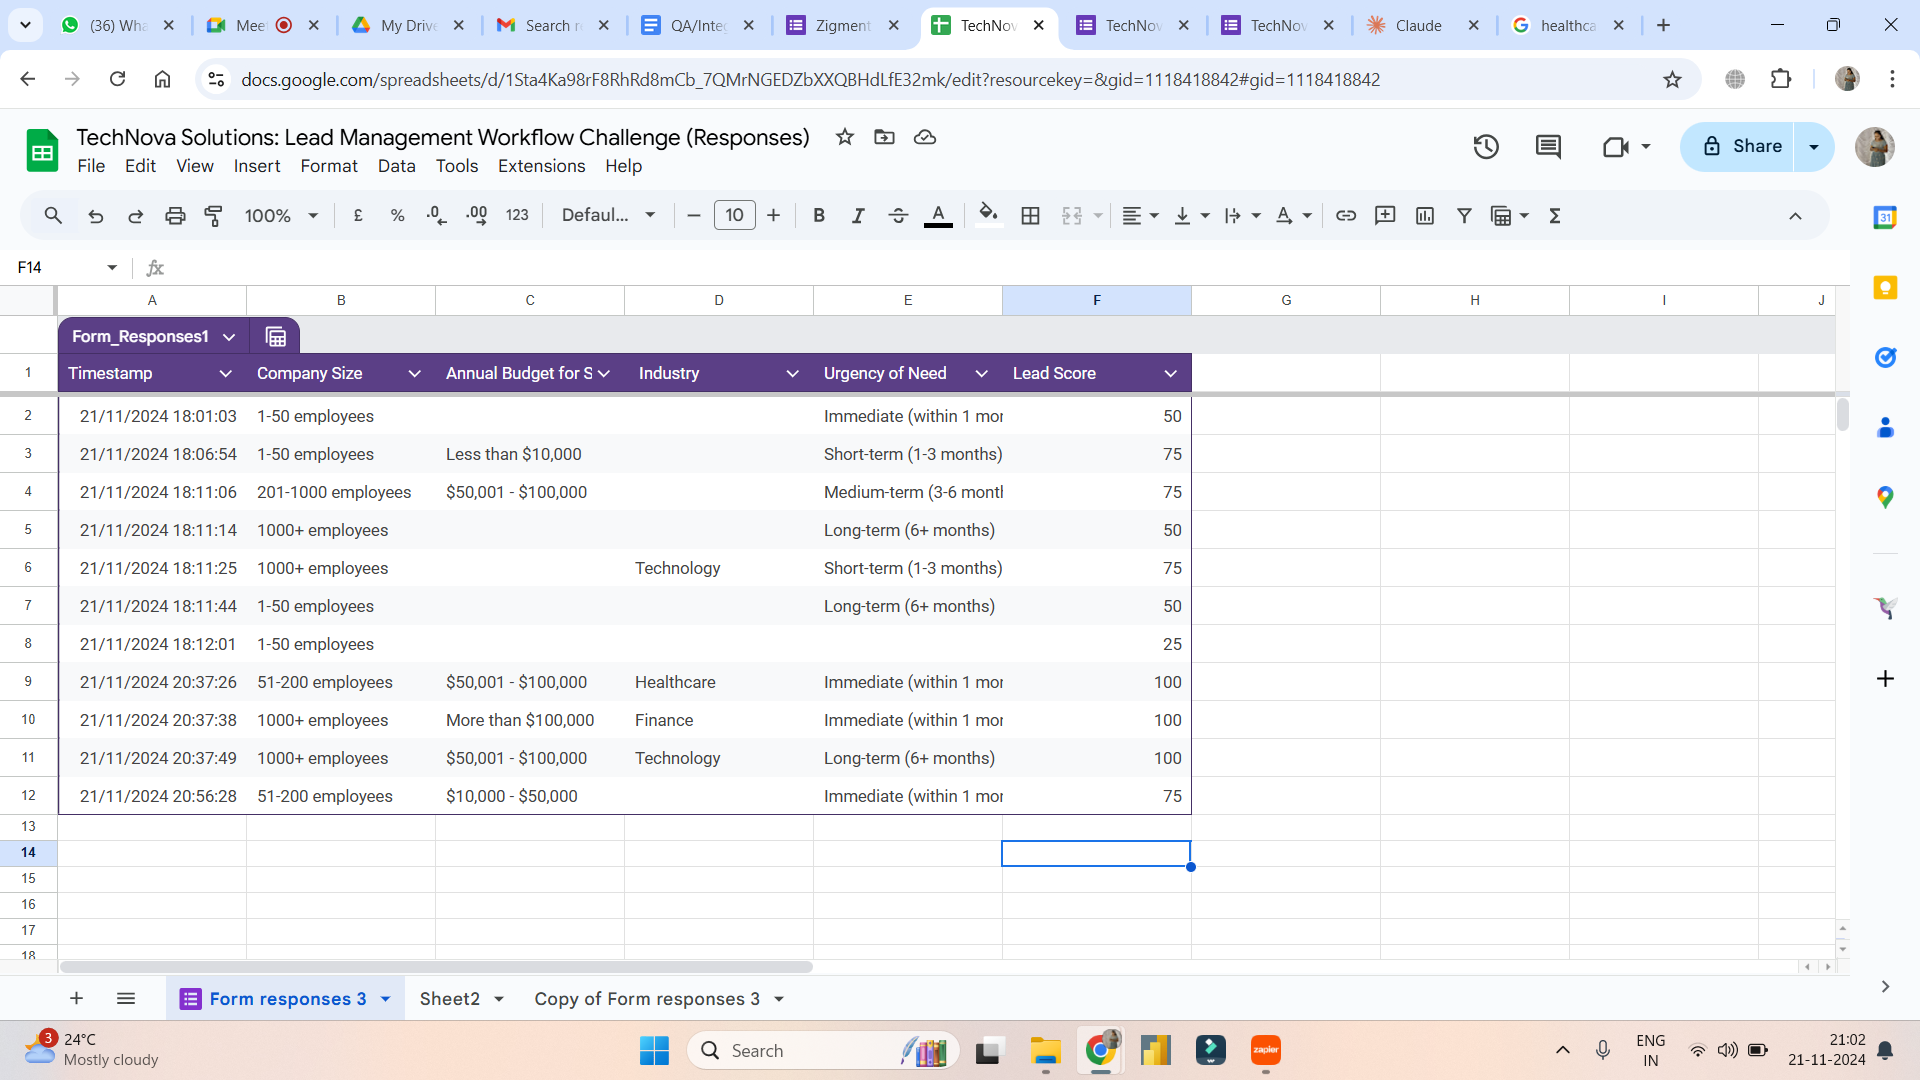 (36) Wha
Meet
My Drive
Search re
QA/Integ
Zigment
TechNov
TechNov
TechNov
Claude
healthca
docs.google.com/spreadsheets/d/1Sta4Ka98rF8RhRd8mCb_7QMrNGEDZbXXQBHdLfE32mk/edit?resourcekey=&gid=1118418842#gid=1118418842
TechNova Solutions: Lead Management Workflow Challenge (Responses)
File Edit View Insert Format Data Tools Extensions Help
Share
100% £ % .0 .00 123 Defaul... 10 B I A Σ
31
F14 fx
A B C D E F G H I J
Form_Responses1
1 Timestamp Company Size Annual Budget for S Industry Urgency of Need Lead Score
2 21/11/2024 18:01:03 1-50 employees Immediate (within 1 mor 50
3 21/11/2024 18:06:54 1-50 employees Less than $10,000 Short-term (1-3 months) 75
4 21/11/2024 18:11:06 201-1000 employees $50,001 - $100,000 Medium-term (3-6 montl 75
5 21/11/2024 18:11:14 1000+ employees Long-term (6+ months) 50
6 21/11/2024 18:11:25 1000+ employees Technology Short-term (1-3 months) 75
7 21/11/2024 18:11:44 1-50 employees Long-term (6+ months) 50
8 21/11/2024 18:12:01 1-50 employees 25
9 21/11/2024 20:37:26 51-200 employees $50,001 - $100,000 Healthcare Immediate (within 1 mor 100
10 21/11/2024 20:37:38 1000+ employees More than $100,000 Finance Immediate (within 1 mor 100
11 21/11/2024 20:37:49 1000+ employees $50,001 - $100,000 Technology Long-term (6+ months) 100
12 21/11/2024 20:56:28 51-200 employees $10,000 - $50,000 Immediate (within 1 mor 75
13
14
15
16
17
18
Form responses 3 Sheet2 Copy of Form responses 3
3 24°C
Mostly cloudy
Search
zapier
ENG
IN
21:02
21-11-2024